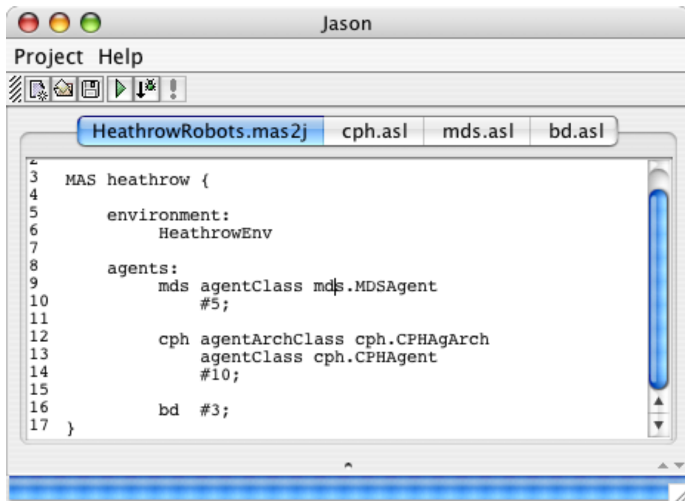 Jason
Project Help
HeathrowRobots.mas2j cph.asl mds.asl bd.asl
2
3 MAS heathrow {
4
5 environment:
6 HeathrowEnv
7
8 agents:
9 mds agentClass mds.MDSAgent
10 #5;
11
12 cph agentArchClass cph.CPHAgArch
13 agentClass cph.CPHAgent
14 #10;
15
16 bd #3;
17 }